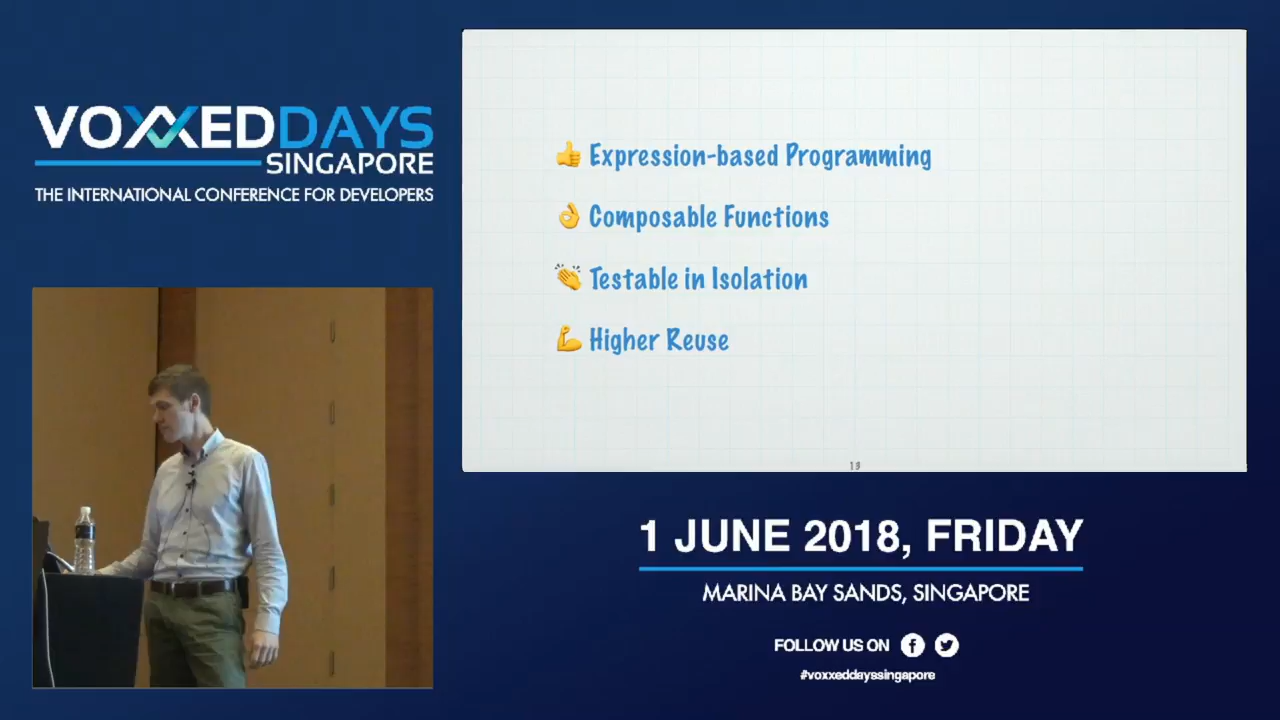 VOXXEDDAYS
SINGAPORE
THE INTERNATIONAL CONFERENCE FOR DEVELOPERS
👍 Expression-based Programming
👌 Composable Functions
👏 Testable in Isolation
💪 Higher Reuse
19
1 JUNE 2018, FRIDAY
MARINA BAY SANDS, SINGAPORE
FOLLOW US ON
#voxxeddayssingapore